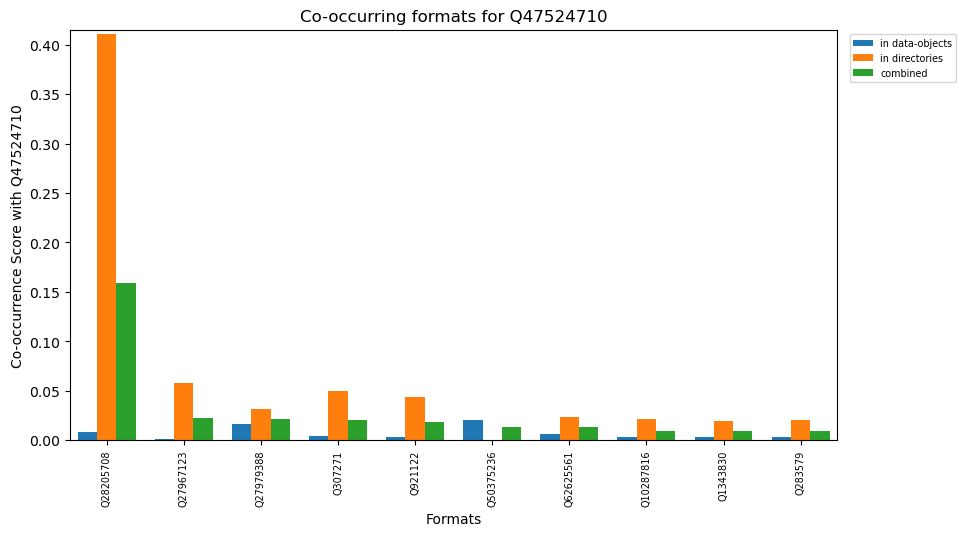 Co-occurring formats for Q47524710
in data-objects
in directories
combined
Co-occurrence Score with Q47524710
0.40
0.35
0.30
0.25
0.20
0.15
0.10
0.05
0.00
Q28205708
Q27967123
Q27979388
Q307271
Q921122
Q50375236
Q62625561
Q10287816
Q1343830
Q283579
Formats